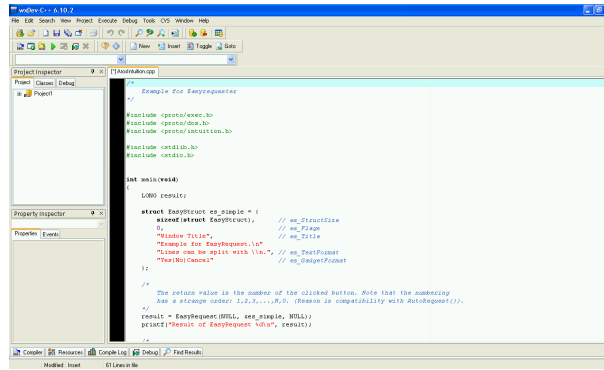 wxDev-C++ 6.10.2
File Edit Search View Project Execute Debug Tools CVS Window Help
New Insert Toggle Goto
Project Inspector
[*] ArosIntuition.cpp
Project Classes Debug
Project1
/*
Example for Easyrequester
*/
#include <proto/exec.h>
#include <proto/dos.h>
#include <proto/intuition.h>
#include <stdlib.h>
#include <stdio.h>
int main(void)
{
LONG result;
Property Inspector
Properties Events
struct EasyStruct es_simple = {
sizeof(struct EasyStruct), // es_StructSize
0, // es_Flags
"Window Title", // es_Title
"Example for EasyRequest.\n"
"Lines can be split with \\n.", // es_TextFormat
"Yes|No|Cancel" // es_GadgetFormat
};
/*
The return value is the number of the clicked button. Note that the numbering
has a strange order: 1,2,3,...,N,0. (Reason is compatibility with AutoRequest()).
*/
result = EasyRequest(NULL, &es_simple, NULL);
printf("Result of EasyRequest %d\n", result);
/*
Compiler Resources Compile Log Debug Find Results
Modified Insert 61 Lines in file